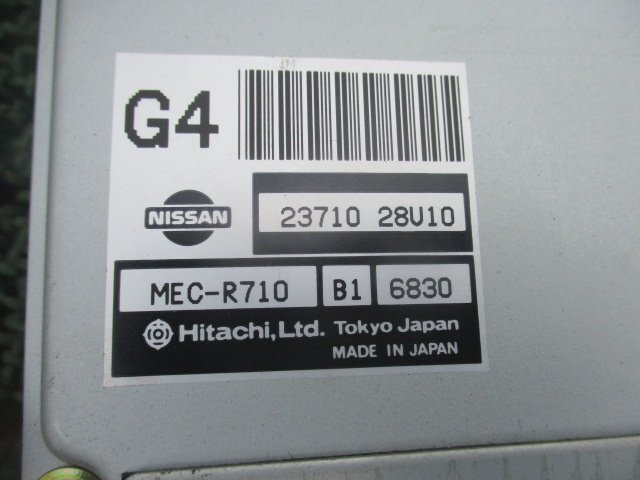 G4
NISSAN
23710 28U10
MEC-R710 B1 6830
Hitachi, Ltd. Tokyo Japan
MADE IN JAPAN